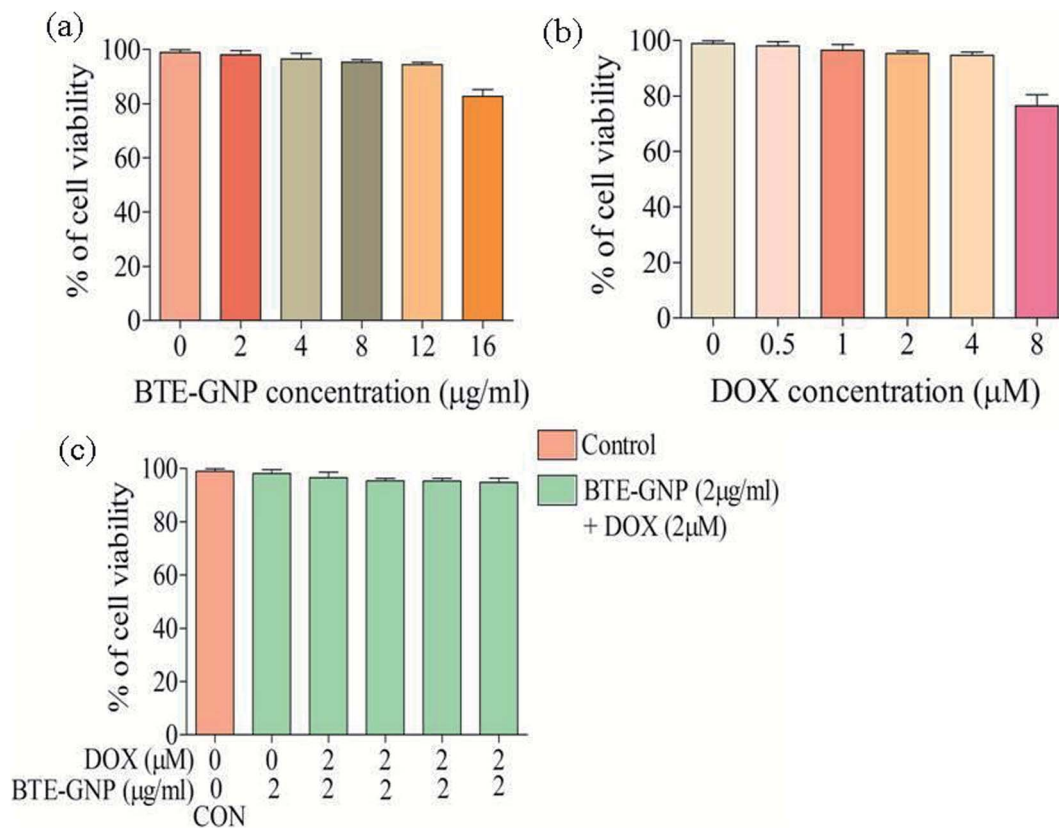 (a)
100
80
60
40
20
0
% of cell viability
0 2 4 8 12 16
BTE-GNP concentration (μg/ml)
(b)
100
80
60
40
20
0
% of cell viability
0 0.5 1 2 4 8
DOX concentration (μM)
(c)
100
80
60
40
20
0
% of cell viability
DOX (μM) 0 0 2 2 2 2
BTE-GNP (μg/ml) 0 2 2 2 2 2
CON
Control
BTE-GNP (2μg/ml)
+ DOX (2μM)